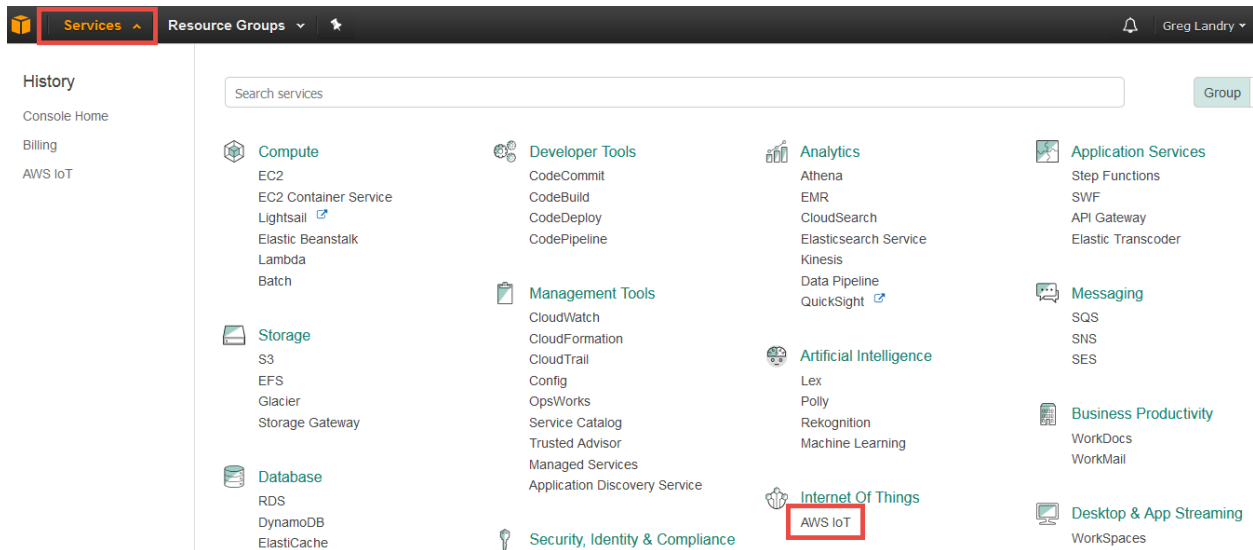 Services Resource Groups Greg Landry
History
Console Home
Billing
AWS IoT
Search services
Group
Compute
EC2
EC2 Container Service
Lightsail
Elastic Beanstalk
Lambda
Batch
Storage
S3
EFS
Glacier
Storage Gateway
Database
RDS
DynamoDB
ElastiCache
Developer Tools
CodeCommit
CodeBuild
CodeDeploy
CodePipeline
Management Tools
CloudWatch
CloudFormation
CloudTrail
Config
OpsWorks
Service Catalog
Trusted Advisor
Managed Services
Application Discovery Service
Security, Identity & Compliance
Analytics
Athena
EMR
CloudSearch
Elasticsearch Service
Kinesis
Data Pipeline
QuickSight
Artificial Intelligence
Lex
Polly
Rekognition
Machine Learning
Internet Of Things
AWS IoT
Application Services
Step Functions
SWF
API Gateway
Elastic Transcoder
Messaging
SQS
SNS
SES
Business Productivity
WorkDocs
WorkMail
Desktop & App Streaming
WorkSpaces